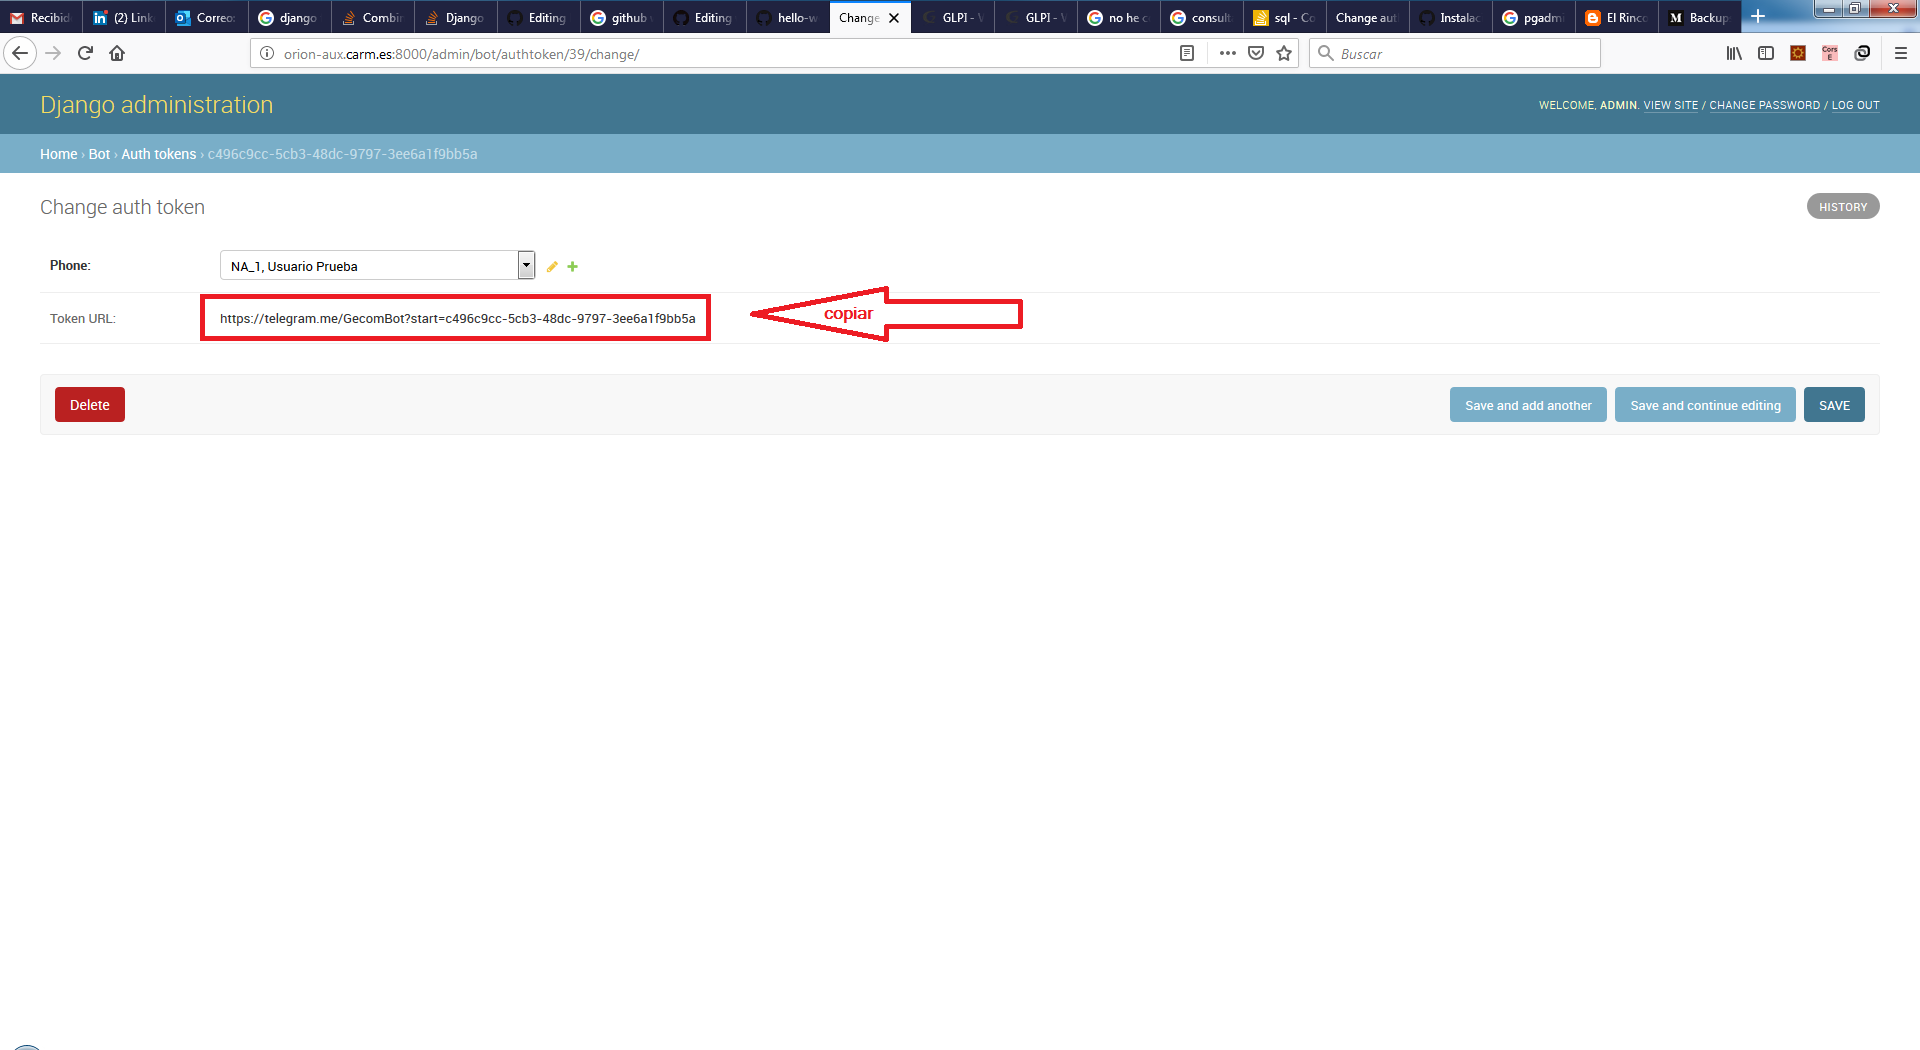 Recibid (2) Link Correo: django Combin Django Editing github Editing hello-w Change GLPI - GLPI - no he c consult sql - Co Change aut Instalac pgadmi El Rinco Backup
orion-aux.carm.es:8000/admin/bot/authtoken/39/change/ Buscar Cors E
Django administration WELCOME, ADMIN. VIEW SITE / CHANGE PASSWORD / LOG OUT
Home › Bot › Auth tokens › c496c9cc-5cb3-48dc-9797-3ee6a1f9bb5a
Change auth token HISTORY
Phone: NA_1, Usuario Prueba
Token URL: https://telegram.me/GecomBot?start=c496c9cc-5cb3-48dc-9797-3ee6a1f9bb5a copiar
Delete Save and add another Save and continue editing SAVE